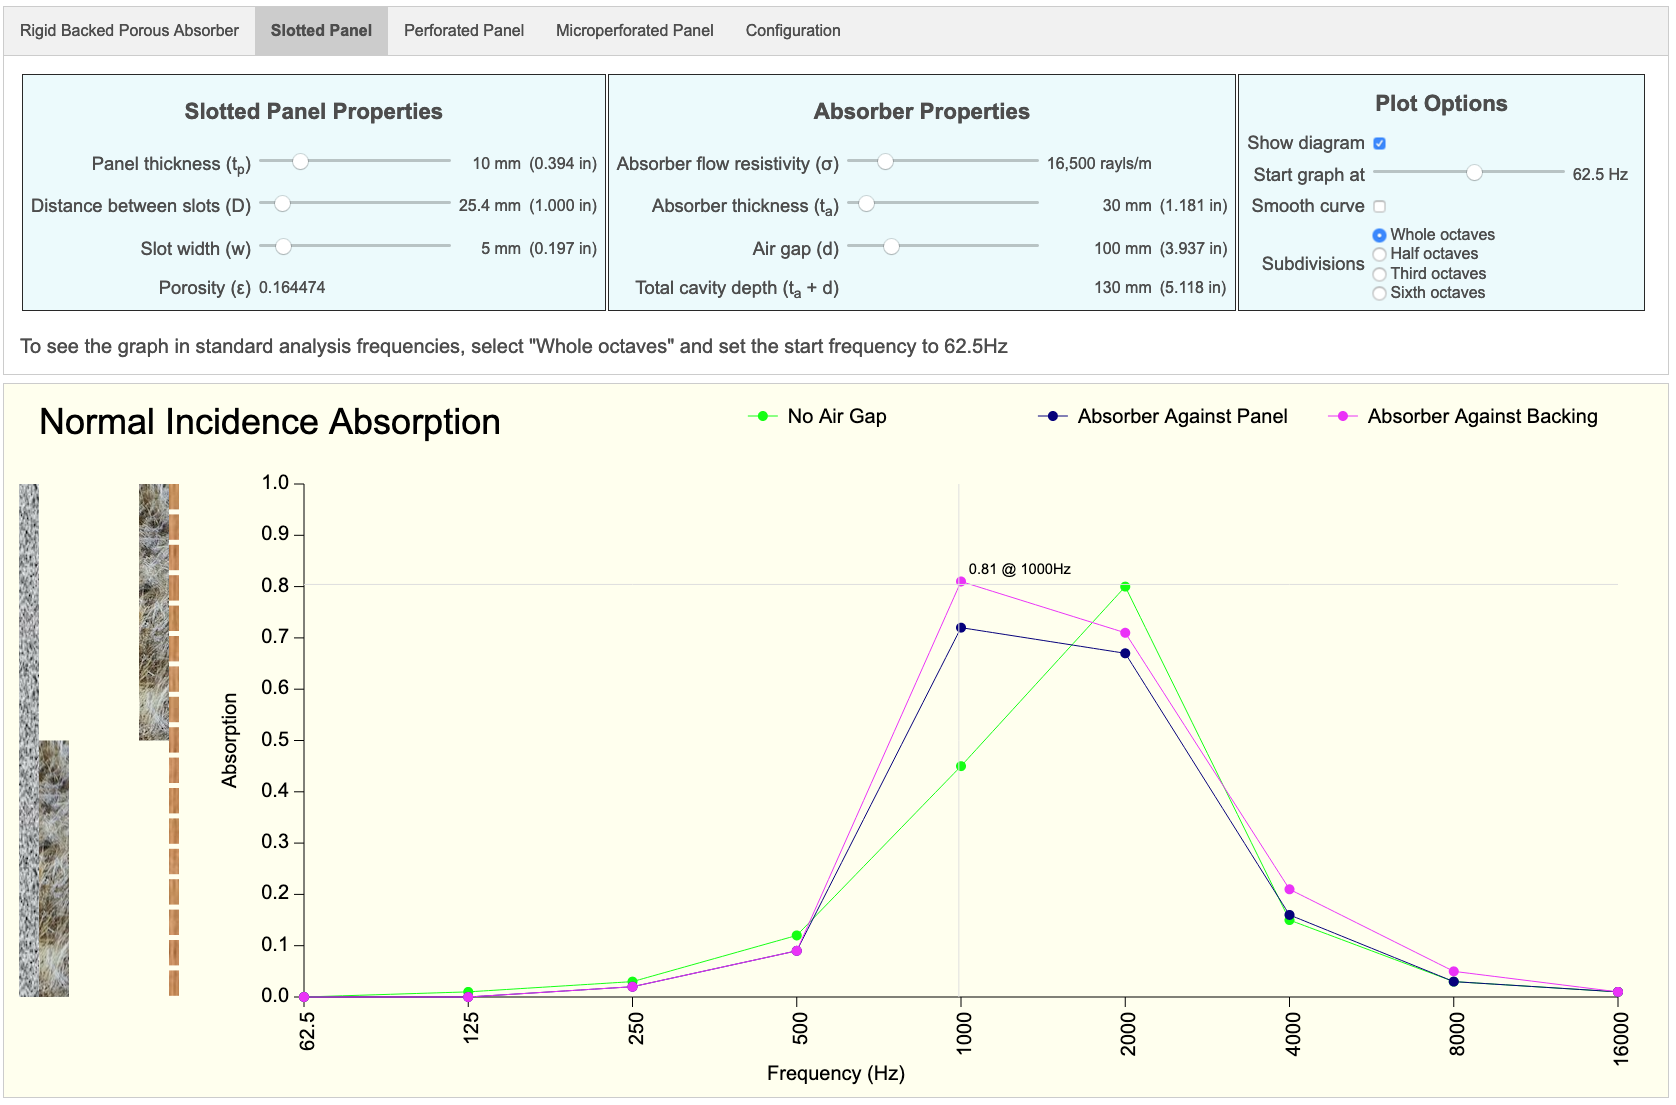 Rigid Backed Porous Absorber Slotted Panel Perforated Panel Microperforated Panel Configuration
Slotted Panel Properties
Panel thickness (tp) 10 mm (0.394 in)
Distance between slots (D) 25.4 mm (1.000 in)
Slot width (w) 5 mm (0.197 in)
Porosity (ε) 0.164474
Absorber Properties
Absorber flow resistivity (σ) 16,500 rayls/m
Absorber thickness (ta) 30 mm (1.181 in)
Air gap (d) 100 mm (3.937 in)
Total cavity depth (ta + d) 130 mm (5.118 in)
Plot Options
Show diagram
Start graph at 62.5 Hz
Smooth curve
Subdivisions
Whole octaves
Half octaves
Third octaves
Sixth octaves
To see the graph in standard analysis frequencies, select "Whole octaves" and set the start frequency to 62.5Hz
Normal Incidence Absorption
No Air Gap Absorber Against Panel Absorber Against Backing
1.0
0.9
0.8
0.7
0.6
0.5
0.4
0.3
0.2
0.1
0.0
Absorption
0.81 @ 1000Hz
62.5 125 250 500 1000 2000 4000 8000 16000
Frequency (Hz)